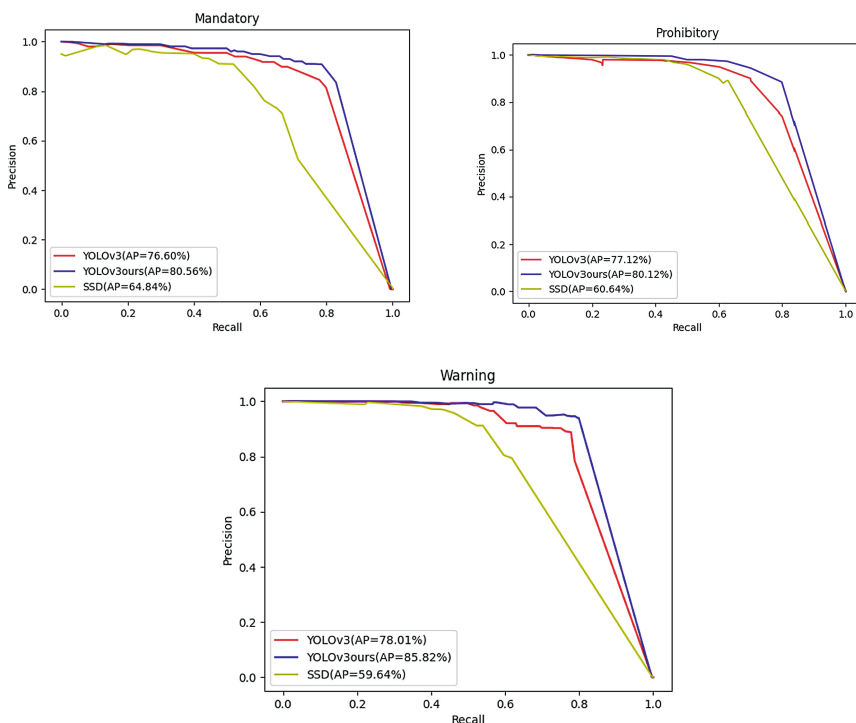 Mandatory
1.0
0.8
0.6
0.4
0.2
0.0
Precision
YOLOv3(AP=76.60%)
YOLOv3ours(AP=80.56%)
SSD(AP=64.84%)
0.0 0.2 0.4 0.6 0.8 1.0
Recall
Prohibitory
1.0
0.8
0.6
0.4
0.2
0.0
Precision
YOLOv3(AP=77.12%)
YOLOv3ours(AP=80.12%)
SSD(AP=60.64%)
0.0 0.2 0.4 0.6 0.8 1.0
Recall
Warning
1.0
0.8
0.6
0.4
0.2
0.0
Precision
YOLOv3(AP=78.01%)
YOLOv3ours(AP=85.82%)
SSD(AP=59.64%)
0.0 0.2 0.4 0.6 0.8 1.0
Recall